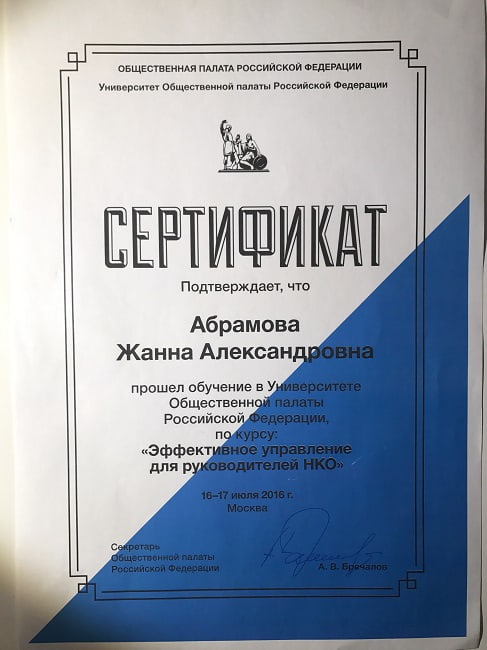 ОБЩЕСТВЕННАЯ ПАЛАТА РОССИЙСКОЙ ФЕДЕРАЦИИ
Университет Общественной палаты Российской Федерации
СЕРТИФИКАТ
Подтверждает, что
Абрамова
Жанна Александровна
прошел обучение в Университете
Общественной палаты
Российской Федерации,
по курсу:
«Эффективное управление
для руководителей НКО»
16–17 июля 2016 г.
Москва
Секретарь
Общественной палаты
Российской Федерации
А. В. Бречалов